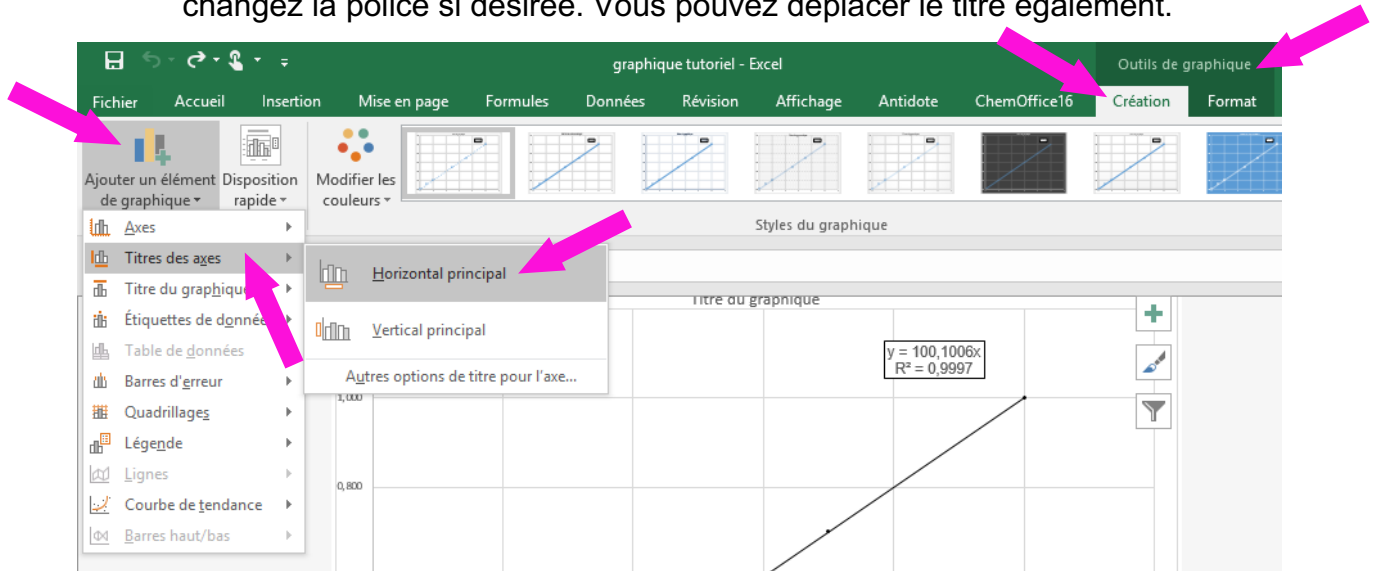 changez la police si désirée. Vous pouvez déplacer le titre également.
graphique tutoriel - Excel
Outils de graphique
Fichier Accueil Insertion Mise en page Formules Données Révision Affichage Antidote ChemOffice16 Création Format
Ajouter un élément de graphique
Disposition rapide
Modifier les couleurs
Styles du graphique
Axes
Titres des axes
Titre du graphique
Étiquettes de données
Table de données
Barres d'erreur
Quadrillages
Légende
Lignes
Courbe de tendance
Barres haut/bas
Horizontal principal
Vertical principal
Autres options de titre pour l'axe...
Titre du graphique
y = 100,1006x
R² = 0,9997
1,000
0,800